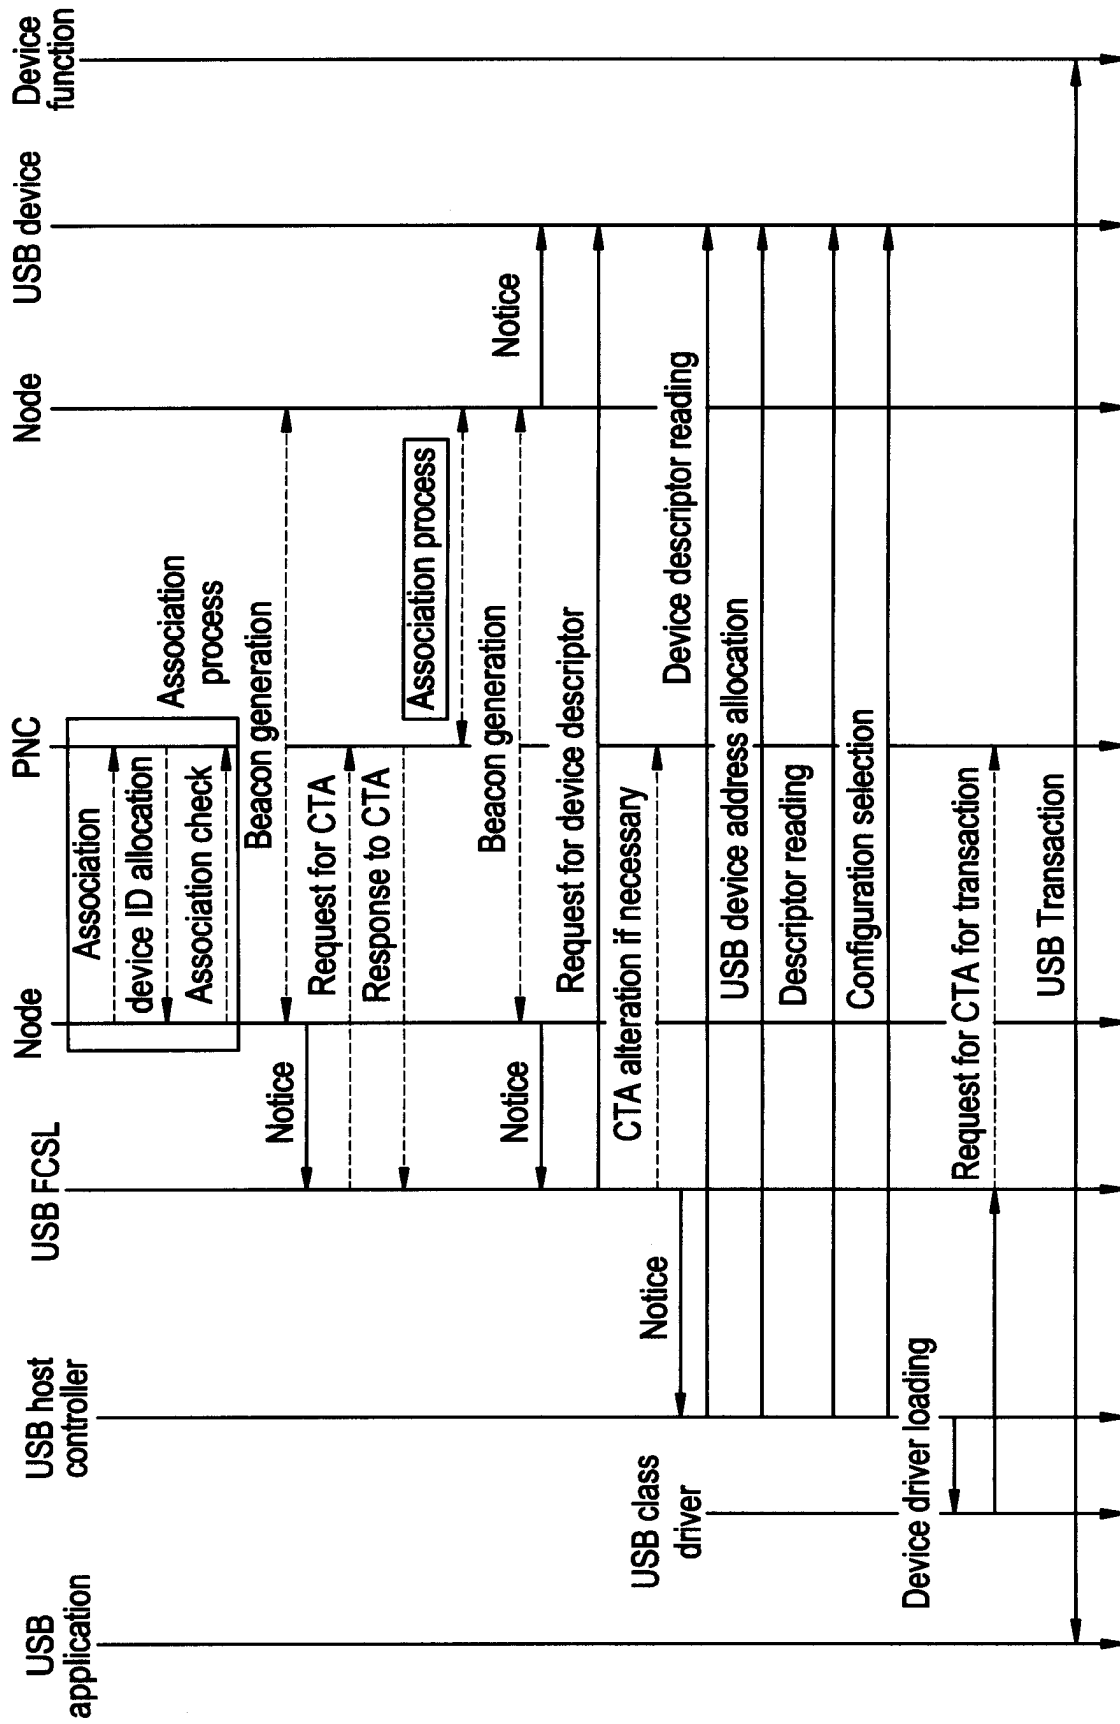 USB
application
USB host
controller
USB FCSL
Node
PNC
Node
USB device
Device
function
Association
device ID allocation
Association check
Association
process
Beacon generation
Notice
Request for CTA
Response to CTA
Association process
Beacon generation
Notice
Notice
Request for device descriptor
CTA alteration if necessary
USB class
driver
Notice
Device descriptor reading
USB device address allocation
Descriptor reading
Configuration selection
Device driver loading
Request for CTA for transaction
USB Transaction